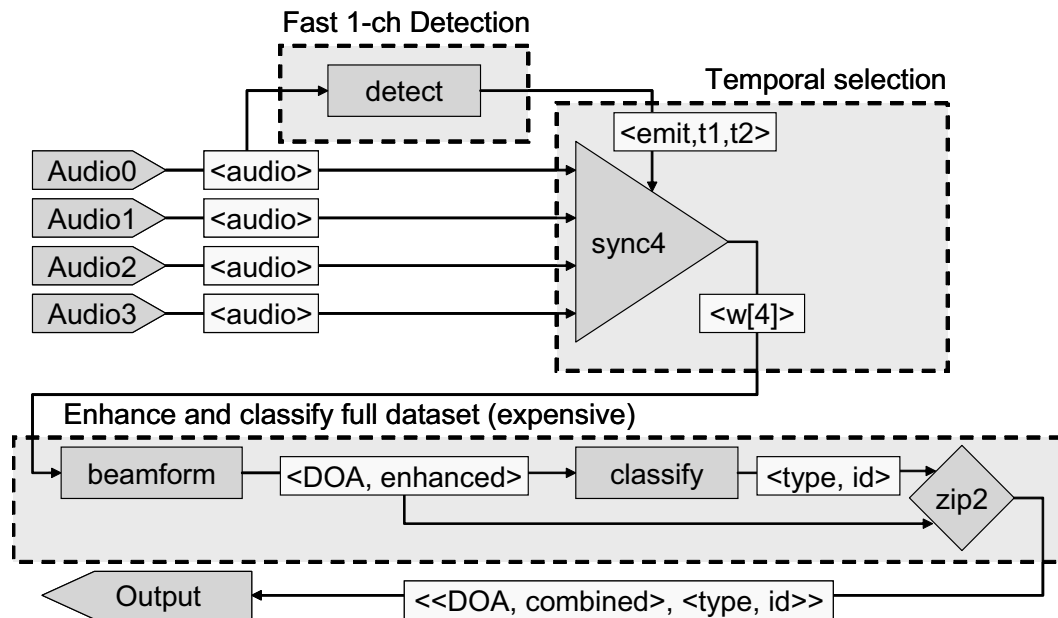 Fast 1-ch Detection
detect
Temporal selection
<emit,t1,t2>
Audio0
<audio>
Audio1
<audio>
Audio2
<audio>
Audio3
<audio>
sync4
<w[4]>
Enhance and classify full dataset (expensive)
beamform
<DOA, enhanced>
classify
<type, id>
zip2
Output
<<DOA, combined>, <type, id>>